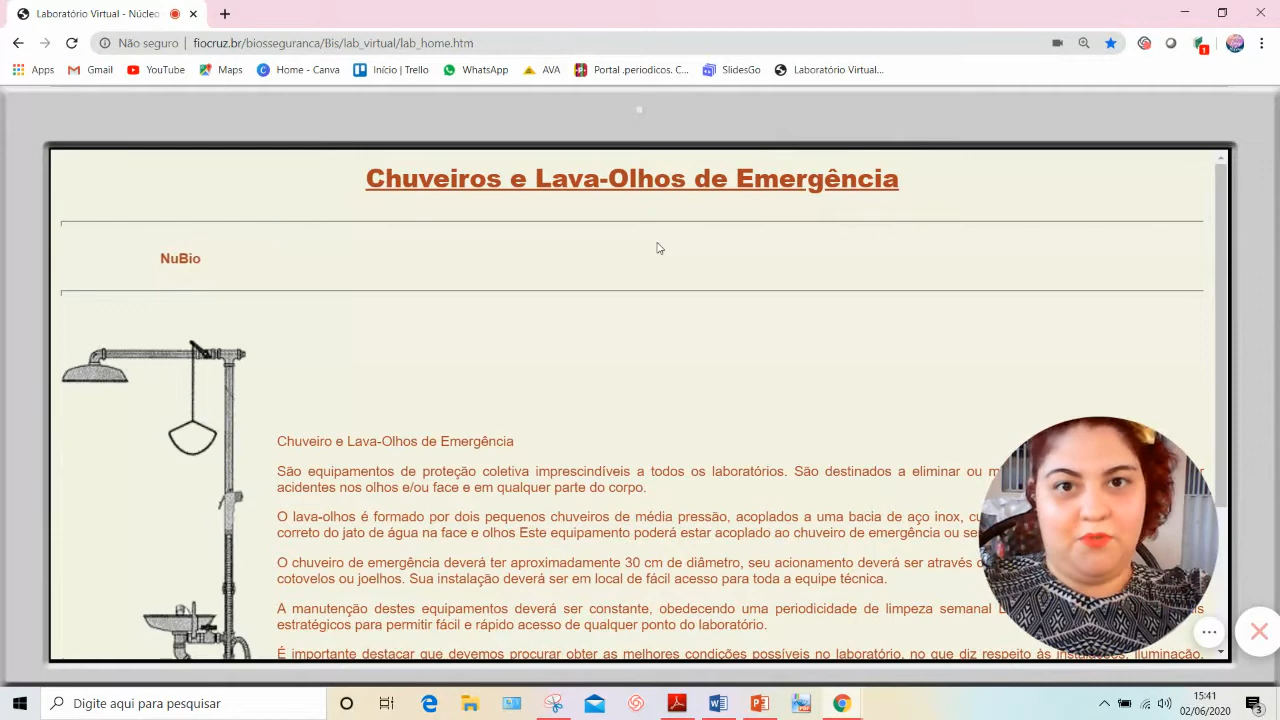 Laboratório Virtual - Núcleo
Não seguro | fiocruz.br/biosseguranca/Bis/lab_virtual/lab_home.htm
1
Apps Gmail YouTube Maps Home - Canva Início | Trello WhatsApp AVA Portal .periodicos. C... SlidesGo Laboratório Virtual...
Chuveiros e Lava-Olhos de Emergência
NuBio
Chuveiro e Lava-Olhos de Emergência
São equipamentos de proteção coletiva imprescindíveis a todos os laboratórios. São destinados a eliminar ou
acidentes nos olhos e/ou face e em qualquer parte do corpo.
O lava-olhos é formado por dois pequenos chuveiros de média pressão, acoplados a uma bacia de aço inox,
correto do jato de água na face e olhos Este equipamento poderá estar acoplado ao chuveiro de emergência ou
O chuveiro de emergência deverá ter aproximadamente 30 cm de diâmetro, seu acionamento deverá ser através
cotovelos ou joelhos. Sua instalação deverá ser em local de fácil acesso para toda a equipe técnica.
A manutenção destes equipamentos deverá ser constante, obedecendo uma periodicidade de limpeza semanal
estratégicos para permitir fácil e rápido acesso de qualquer ponto do laboratório.
É importante destacar que devemos procurar obter as melhores condições possíveis no laboratório, no que diz respeito às instalações, iluminação,
Digite aqui para pesquisar
15:41
02/06/2020
3